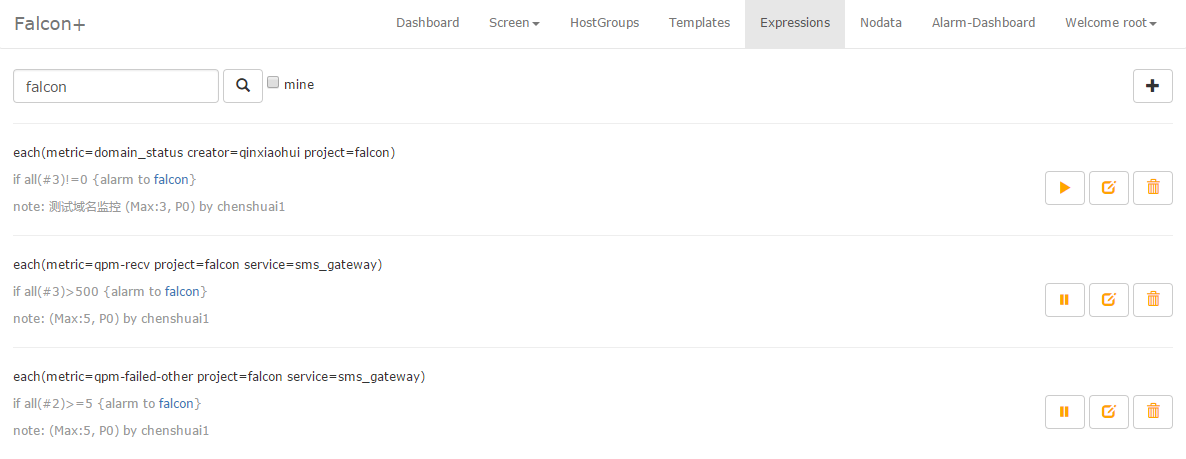 Falcon+ Dashboard Screen HostGroups Templates Expressions Nodata Alarm-Dashboard Welcome root
falcon mine
each(metric=domain_status creator=qinxiaohui project=falcon)
if all(#3)!=0 {alarm to falcon}
note: 测试域名监控 (Max:3, P0) by chenshuai1
each(metric=qpm-recv project=falcon service=sms_gateway)
if all(#3)>500 {alarm to falcon}
note: (Max:5, P0) by chenshuai1
each(metric=qpm-failed-other project=falcon service=sms_gateway)
if all(#2)>=5 {alarm to falcon}
note: (Max:5, P0) by chenshuai1